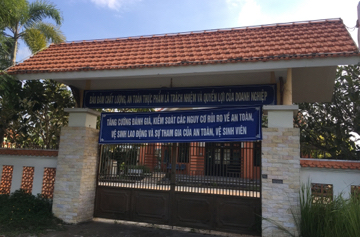 BẢO ĐẢM CHẤT LƯỢNG, AN TOÀN THỰC PHẨM LÀ TRÁCH NHIỆM VÀ QUYỀN LỢI CỦA DOANH NGHIỆP
TĂNG CƯỜNG ĐÁNH GIÁ, KIỂM SOÁT CÁC NGUY CƠ RỦI RO VỀ AN TOÀN,
VỆ SINH LAO ĐỘNG VÀ SỰ THAM GIA CỦA AN TOÀN, VỆ SINH VIÊN